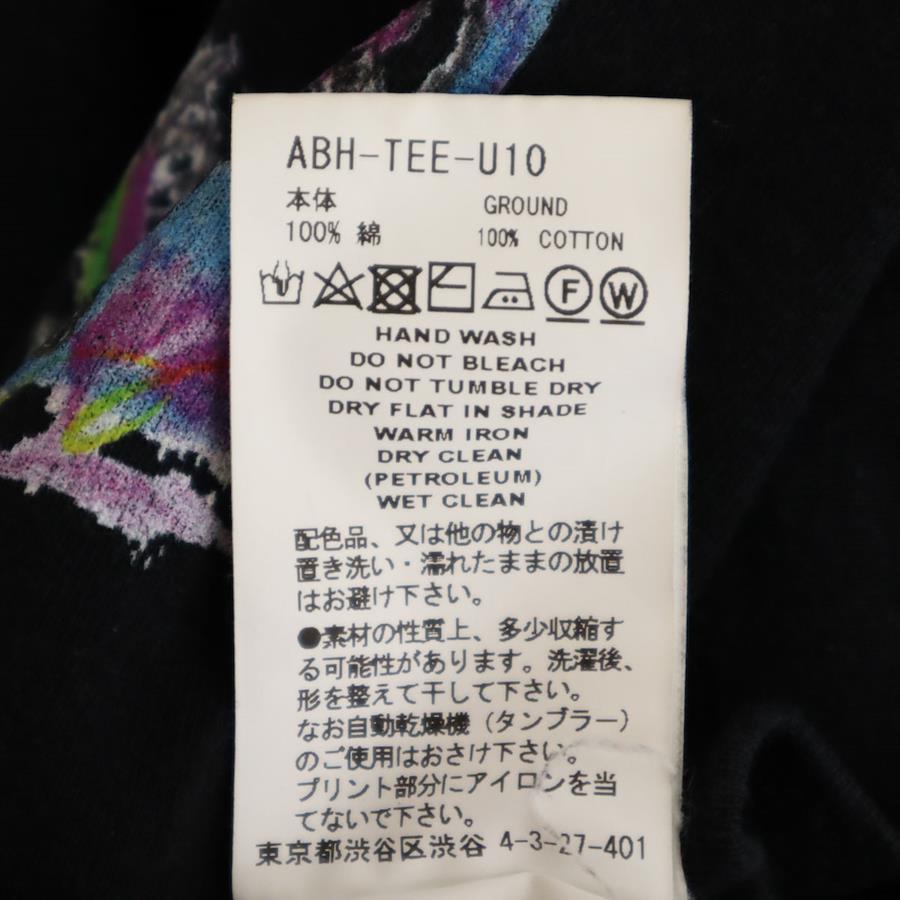 ABH-TEE-U10
本体 GROUND
100% 綿 100% COTTON
F W
HAND WASH
DO NOT BLEACH
DO NOT TUMBLE DRY
DRY FLAT IN SHADE
WARM IRON
DRY CLEAN
(PETROLEUM)
WET CLEAN
配色品、又は他の物との漬け
置き洗い・濡れたままの放置
はお避け下さい。
●素材の性質上、多少収縮す
る可能性があります。洗濯後、
形を整えて干して下さい。
なお自動乾燥機（タンブラー）
のご使用はおさけ下さい。
プリント部分にアイロンを当
てないで下さい。
東京都渋谷区渋谷 4-3-27-401